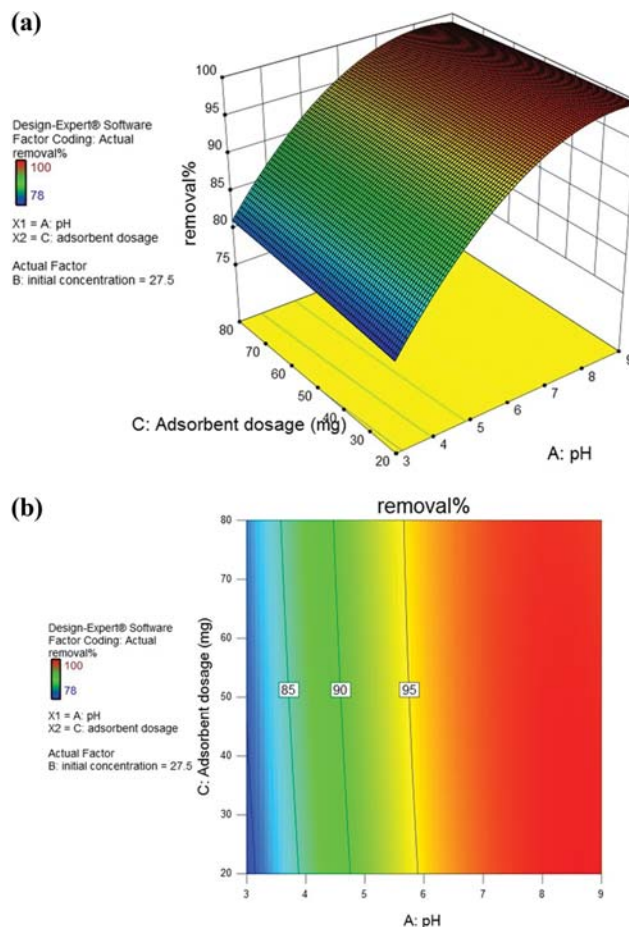 (a)
Design-Expert® Software
Factor Coding: Actual
removal%
100
78
X1 = A: pH
X2 = C: adsorbent dosage
Actual Factor
B: initial concentration = 27.5
removal%
100
95
90
85
80
75
80
70
60
50
40
30
20
C: Adsorbent dosage (mg)
3
4
5
6
7
8
9
A: pH
(b)
removal%
Design-Expert® Software
Factor Coding: Actual
removal%
100
78
X1 = A: pH
X2 = C: adsorbent dosage
Actual Factor
B: initial concentration = 27.5
C: Adsorbent dosage (mg)
80
70
60
50
40
30
20
85 90 95
3 4 5 6 7 8 9
A: pH